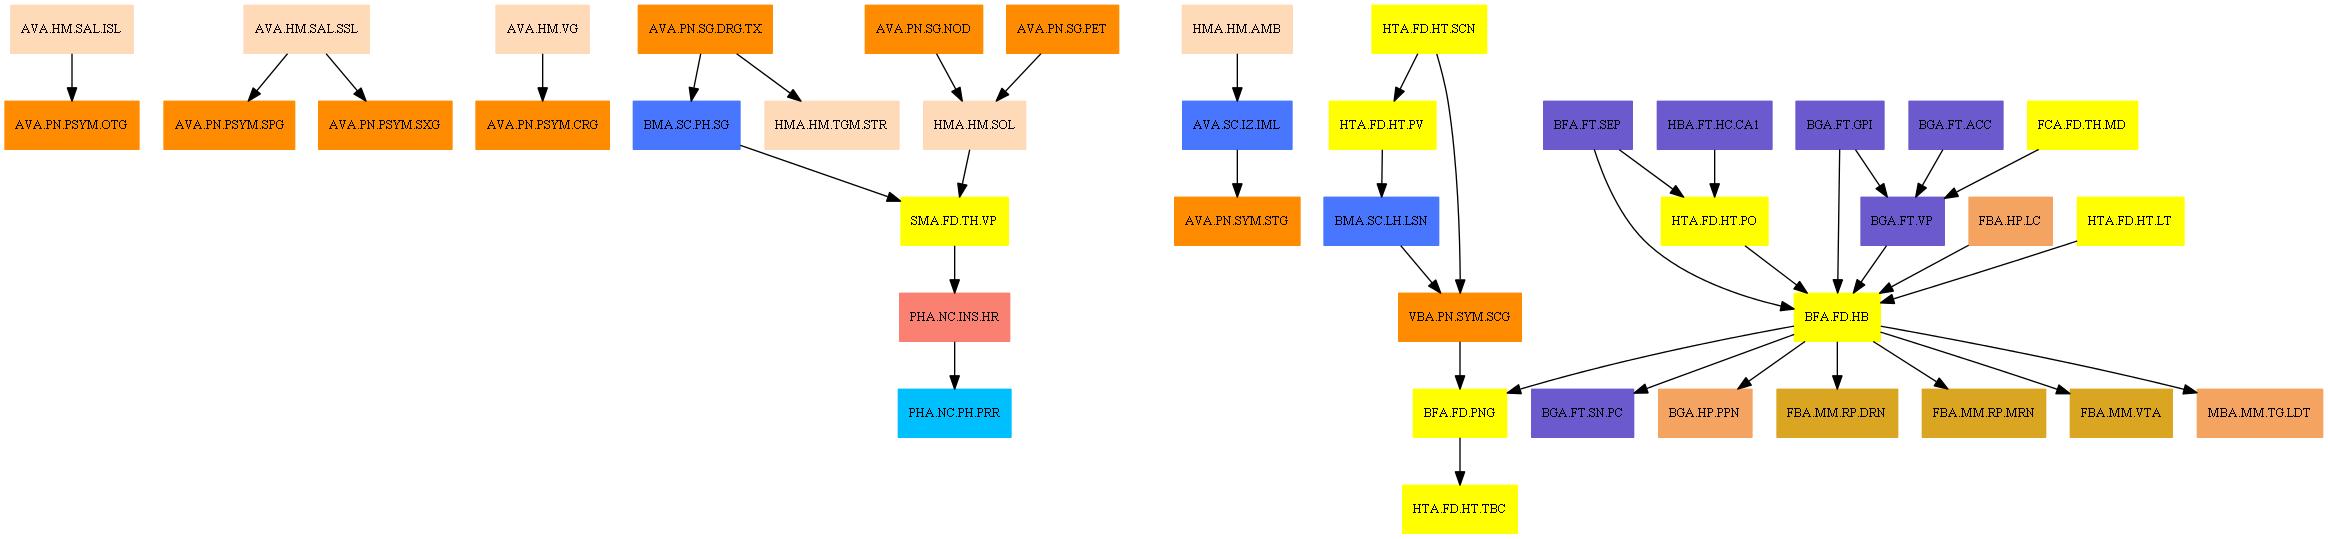 AVA.HM.SAL.ISL
AVA.HM.SAL.SSL
AVA.HM.VG
AVA.PN.SG.DRG.TX
AVA.PN.SG.NOD
AVA.PN.SG.PET
HMA.HM.AMB
HTA.FD.HT.SCN
AVA.PN.PSYM.OTG
AVA.PN.PSYM.SPG
AVA.PN.PSYM.SXG
AVA.PN.PSYM.CRG
BMA.SC.PH.SG
HMA.HM.TGM.STR
HMA.HM.SOL
AVA.SC.IZ.IML
HTA.FD.HT.PV
BFA.FT.SEP
HBA.FT.HC.CA1
BGA.FT.GPI
BGA.FT.ACC
FCA.FD.TH.MD
SMA.FD.TH.VP
AVA.PN.SYM.STG
BMA.SC.LH.LSN
HTA.FD.HT.PO
BGA.FT.VP
FBA.HP.LC
HTA.FD.HT.LT
PHA.NC.INS.HR
VBA.PN.SYM.SCG
BFA.FD.HB
PHA.NC.PH.PRR
BFA.FD.PNG
BGA.FT.SN.PC
BGA.HP.PPN
FBA.MM.RP.DRN
FBA.MM.RP.MRN
FBA.MM.VTA
MBA.MM.TG.LDT
HTA.FD.HT.TBC